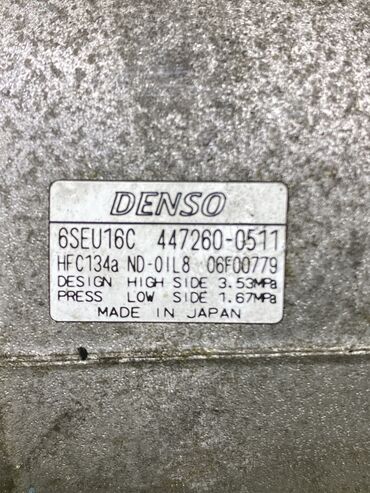 DENSO
6SEU16C 447260-0511
HFC134a ND-OIL8 06F00779
DESIGN HIGH SIDE 3.53MPa
PRESS LOW SIDE 1.67MPa
MADE IN JAPAN